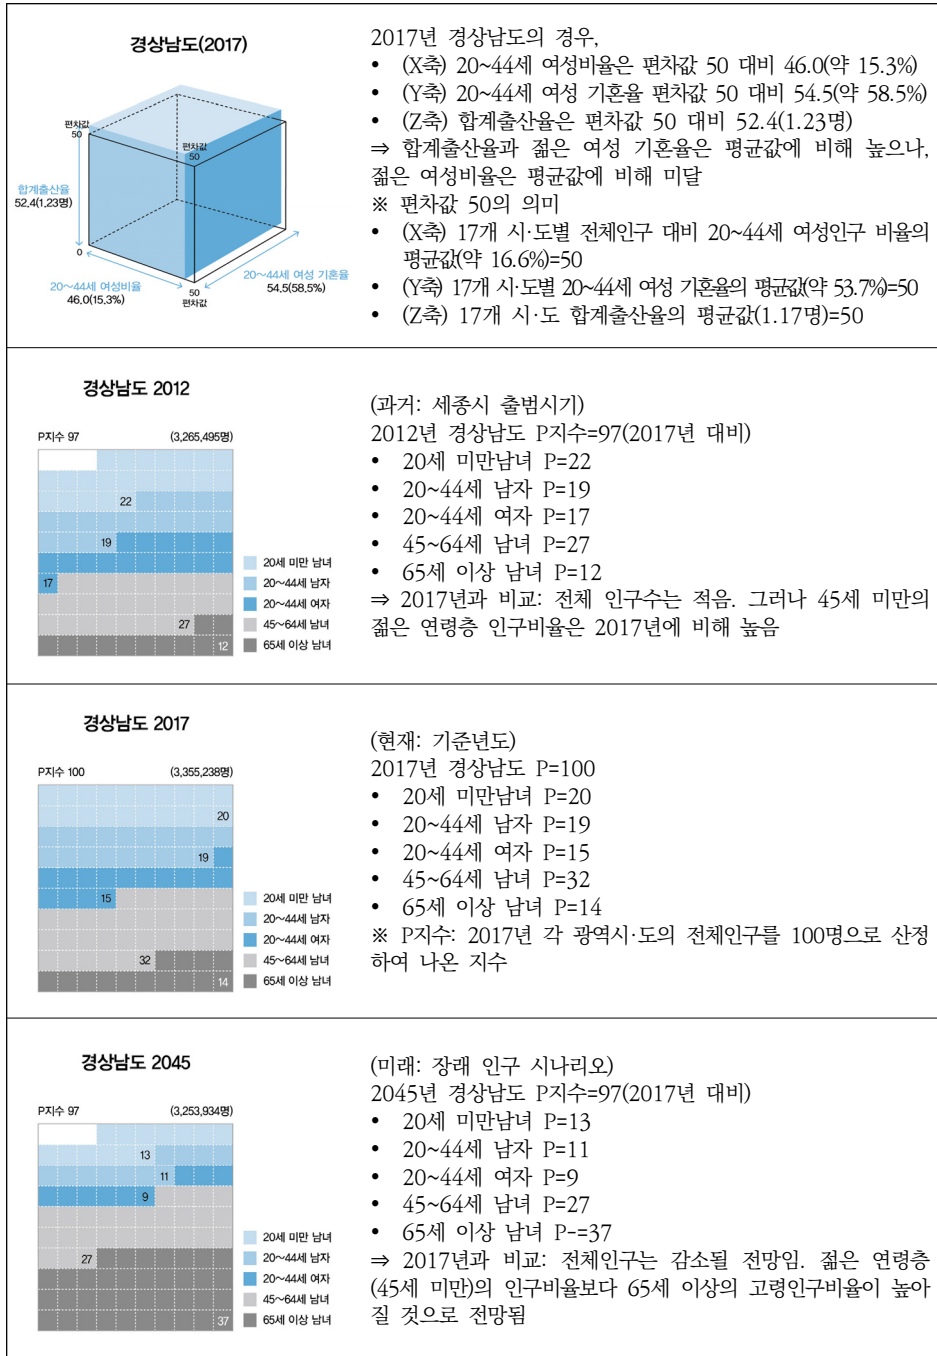 경상남도(2017)
편차값
50
편차값
50
합계출산율
52.4(1.23명)
0
20~44세 여성비율
46.0(15.3%)
50
편차값
20~44세 여성 기혼율
54.5(58.5%)
2017년 경상남도의 경우,
• (X축) 20~44세 여성비율은 편차값 50 대비 46.0(약 15.3%)
• (Y축) 20~44세 여성 기혼율 편차값 50 대비 54.5(약 58.5%)
• (Z축) 합계출산율은 편차값 50 대비 52.4(1.23명)
⇒ 합계출산율과 젊은 여성 기혼율은 평균값에 비해 높으나,
젊은 여성비율은 평균값에 비해 미달
※ 편차값 50의 의미
• (X축) 17개 시·도별 전체인구 대비 20~44세 여성인구 비율의
평균값(약 16.6%)=50
• (Y축) 17개 시·도별 20~44세 여성 기혼율의 평균값(약 53.7%)=50
• (Z축) 17개 시·도 합계출산율의 평균값(1.17명)=50
경상남도 2012
P지수 97 (3,265,495명)
22
19
17
27
12
20세 미만 남녀
20~44세 남자
20~44세 여자
45~64세 남녀
65세 이상 남녀
(과거: 세종시 출범시기)
2012년 경상남도 P지수=97(2017년 대비)
• 20세 미만남녀 P=22
• 20~44세 남자 P=19
• 20~44세 여자 P=17
• 45~64세 남녀 P=27
• 65세 이상 남녀 P=12
⇒ 2017년과 비교: 전체 인구수는 적음. 그러나 45세 미만의
젊은 연령층 인구비율은 2017년에 비해 높음
경상남도 2017
P지수 100 (3,355,238명)
20
19
15
32
14
20세 미만 남녀
20~44세 남자
20~44세 여자
45~64세 남녀
65세 이상 남녀
(현재: 기준년도)
2017년 경상남도 P=100
• 20세 미만남녀 P=20
• 20~44세 남자 P=19
• 20~44세 여자 P=15
• 45~64세 남녀 P=32
• 65세 이상 남녀 P=14
※ P지수: 2017년 각 광역시·도의 전체인구를 100명으로 산정
하여 나온 지수
경상남도 2045
P지수 97 (3,253,934명)
13
11
9
27
37
20세 미만 남녀
20~44세 남자
20~44세 여자
45~64세 남녀
65세 이상 남녀
(미래: 장래 인구 시나리오)
2045년 경상남도 P지수=97(2017년 대비)
• 20세 미만남녀 P=13
• 20~44세 남자 P=11
• 20~44세 여자 P=9
• 45~64세 남녀 P=27
• 65세 이상 남녀 P-=37
⇒ 2017년과 비교: 전체인구는 감소될 전망임. 젊은 연령층
(45세 미만)의 인구비율보다 65세 이상의 고령인구비율이 높아
질 것으로 전망됨